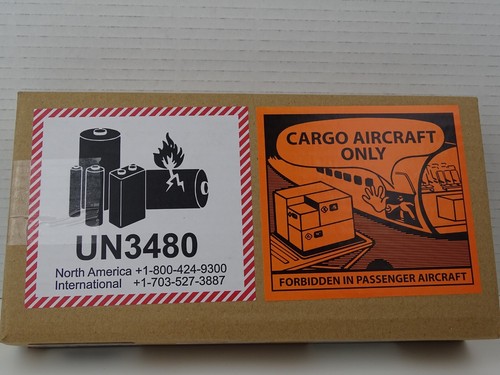 UN3480
North America +1-800-424-9300
International +1-703-527-3887
CARGO AIRCRAFT
ONLY
FORBIDDEN IN PASSENGER AIRCRAFT